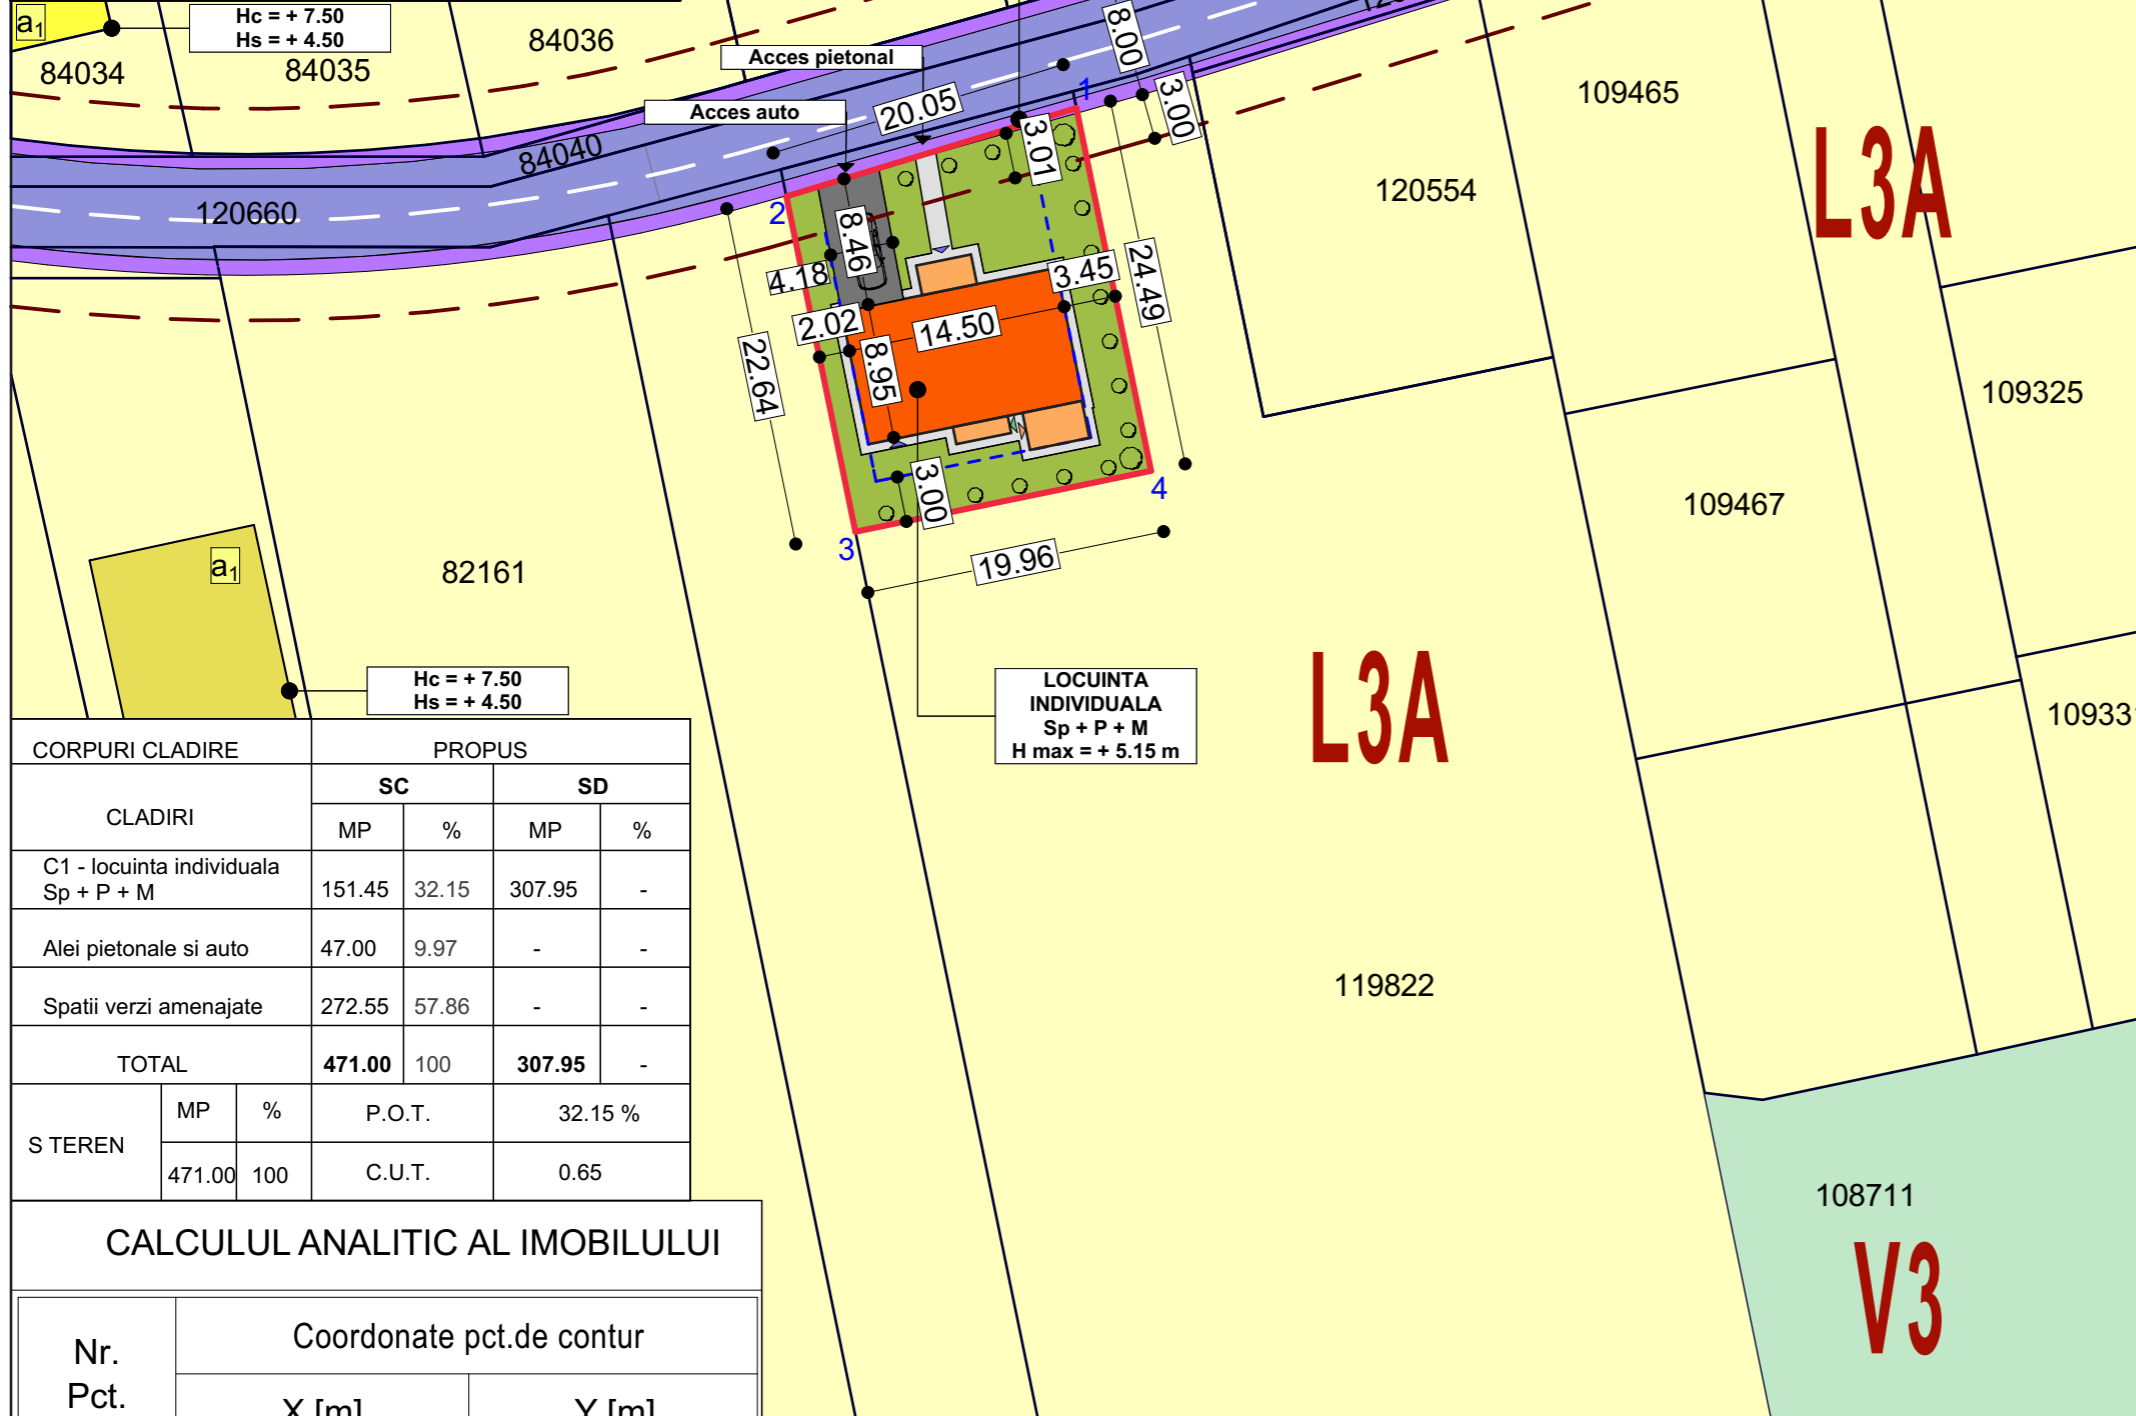 a1
Hc = + 7.50
Hs = + 4.50
84034
84035
84036
Acces pietonal
Acces auto
20.05
8.00
3.00
1
3.01
84040
120660
2
8.46
4.18
2.02
14.50
3.45
24.49
22.64
8.95
3.00
3
4
19.96
109465
L3A
120554
109325
109467
82161
a1
Hc = + 7.50
Hs = + 4.50
LOCUINTA
INDIVIDUALA
Sp + P + M
H max = + 5.15 m
L3A
119822
108711
V3
CORPURI CLADIRE
PROPUS
CLADIRI
SC
SD
MP
%
MP
%
C1 - locuinta individuala
Sp + P + M
151.45
32.15
307.95
-
Alei pietonale si auto
47.00
9.97
-
-
Spatii verzi amenajate
272.55
57.86
-
-
TOTAL
471.00
100
307.95
-
S TEREN
MP
%
P.O.T.
32.15 %
471.00
100
C.U.T.
0.65
CALCULUL ANALITIC AL IMOBILULUI
Nr.
Pct.
Coordonate pct.de contur
X [m]
Y [m]